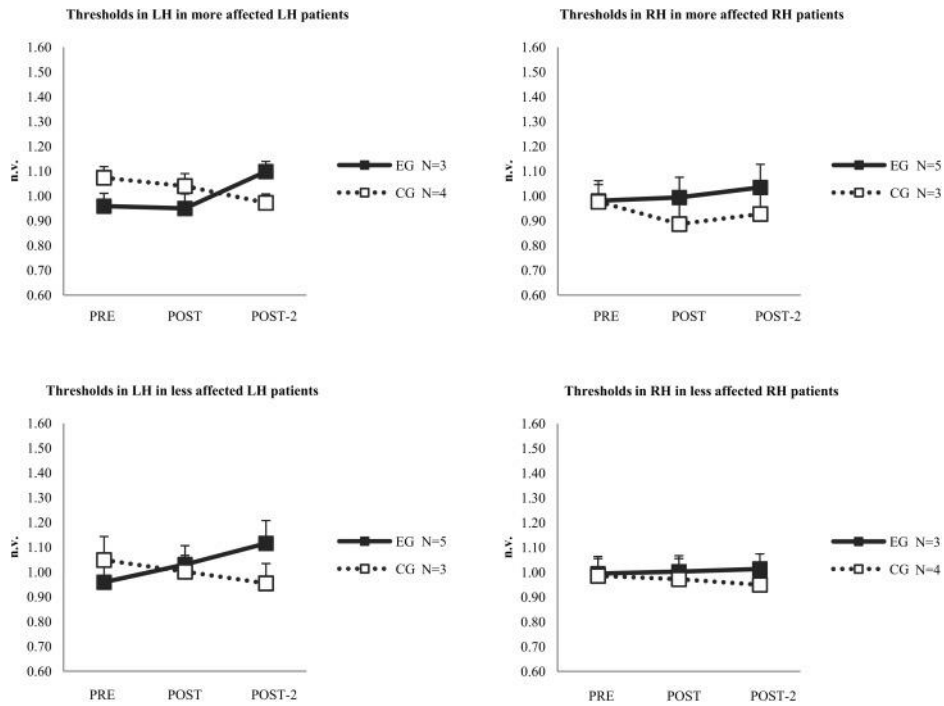 Thresholds in LH in more affected LH patients
1.60
1.50
1.40
1.30
1.20
1.10
1.00
0.90
0.80
0.70
0.60
n.v.
PRE POST POST-2
EG N=3
CG N=4
Thresholds in RH in more affected RH patients
1.60
1.50
1.40
1.30
1.20
1.10
1.00
0.90
0.80
0.70
0.60
n.v.
PRE POST POST-2
EG N=5
CG N=3
Thresholds in LH in less affected LH patients
1.60
1.50
1.40
1.30
1.20
1.10
1.00
0.90
0.80
0.70
0.60
n.v.
PRE POST POST-2
EG N=5
CG N=3
Thresholds in RH in less affected RH patients
1.60
1.50
1.40
1.30
1.20
1.10
1.00
0.90
0.80
0.70
0.60
n.v.
PRE POST POST-2
EG N=3
CG N=4